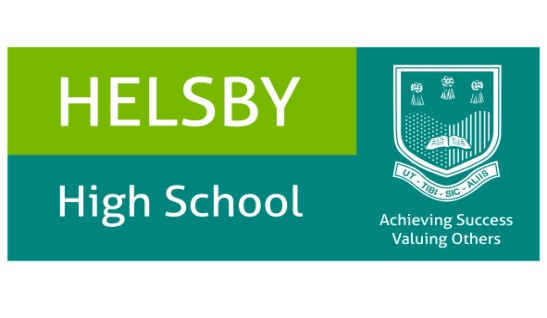 HELSBY
High School
UT - TIBI - SIC - ALIIS
Achieving Success
Valuing Others